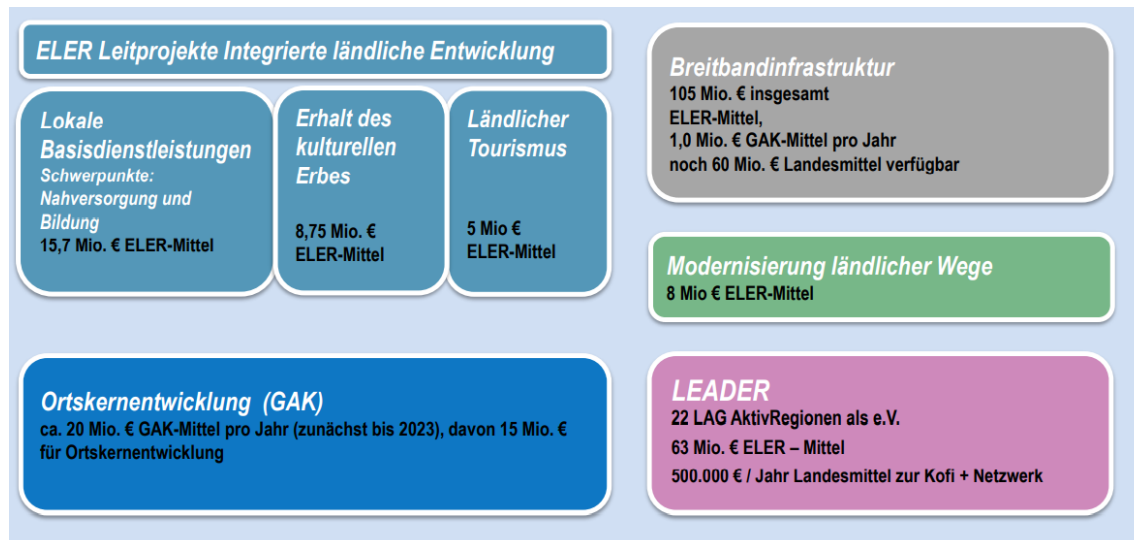 ELER Leitprojekte Integrierte ländliche Entwicklung
Lokale
Basisdienstleistungen
Schwerpunkte:
Nahversorgung und
Bildung
15,7 Mio. € ELER-Mittel
Erhalt des
kulturellen
Erbes
8,75 Mio. €
ELER-Mittel
Ländlicher
Tourismus
5 Mio €
ELER-Mittel
Ortskernentwicklung (GAK)
ca. 20 Mio. € GAK-Mittel pro Jahr (zunächst bis 2023), davon 15 Mio. €
für Ortskernentwicklung
Breitbandinfrastruktur
105 Mio. € insgesamt
ELER-Mittel,
1,0 Mio. € GAK-Mittel pro Jahr
noch 60 Mio. € Landesmittel verfügbar
Modernisierung ländlicher Wege
8 Mio € ELER-Mittel
LEADER
22 LAG AktivRegionen als e.V.
63 Mio. € ELER – Mittel
500.000 € / Jahr Landesmittel zur Kofi + Netzwerk